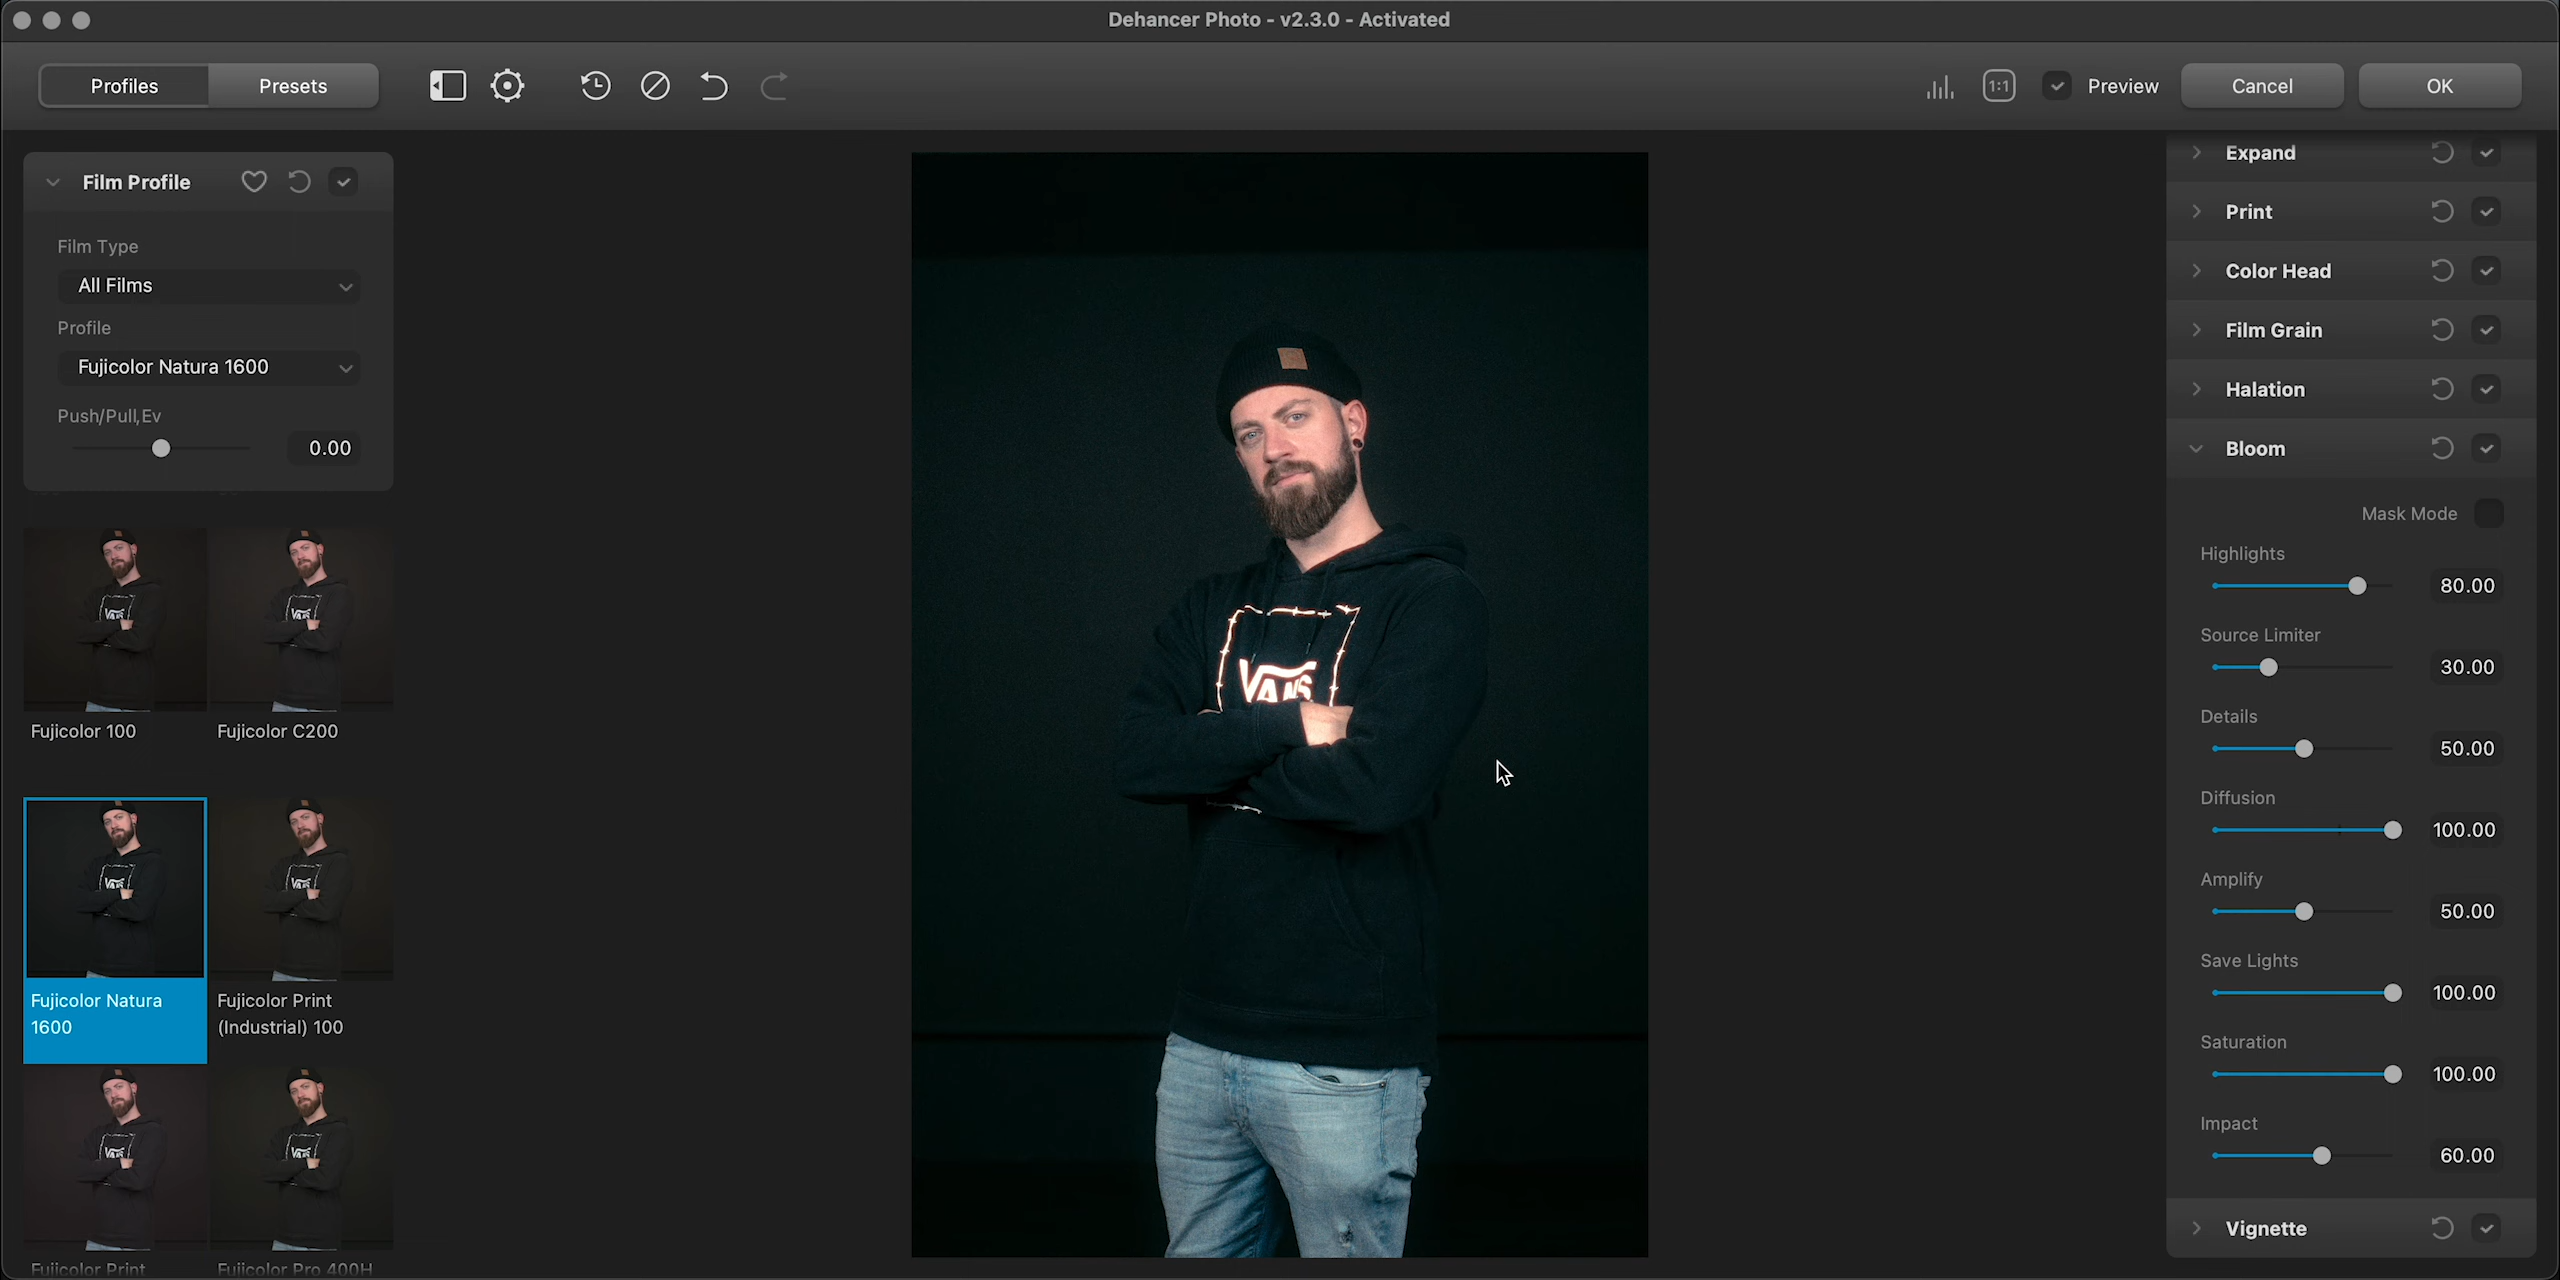 Dehancer Photo - v2.3.0 - Activated
Profiles
Presets
1:1
Preview
Cancel
OK
Film Profile
Film Type
All Films
Profile
Fujicolor Natura 1600
Push/Pull,Ev
0.00
Fujicolor 100
Fujicolor C200
Fujicolor Natura
1600
Fujicolor Print
(Industrial) 100
Fujicolor Print
Fujicolor Pro 400H
VANS
Expand
Print
Color Head
Film Grain
Halation
Bloom
Mask Mode
Highlights
80.00
Source Limiter
30.00
Details
50.00
Diffusion
100.00
Amplify
50.00
Save Lights
100.00
Saturation
100.00
Impact
60.00
Vignette